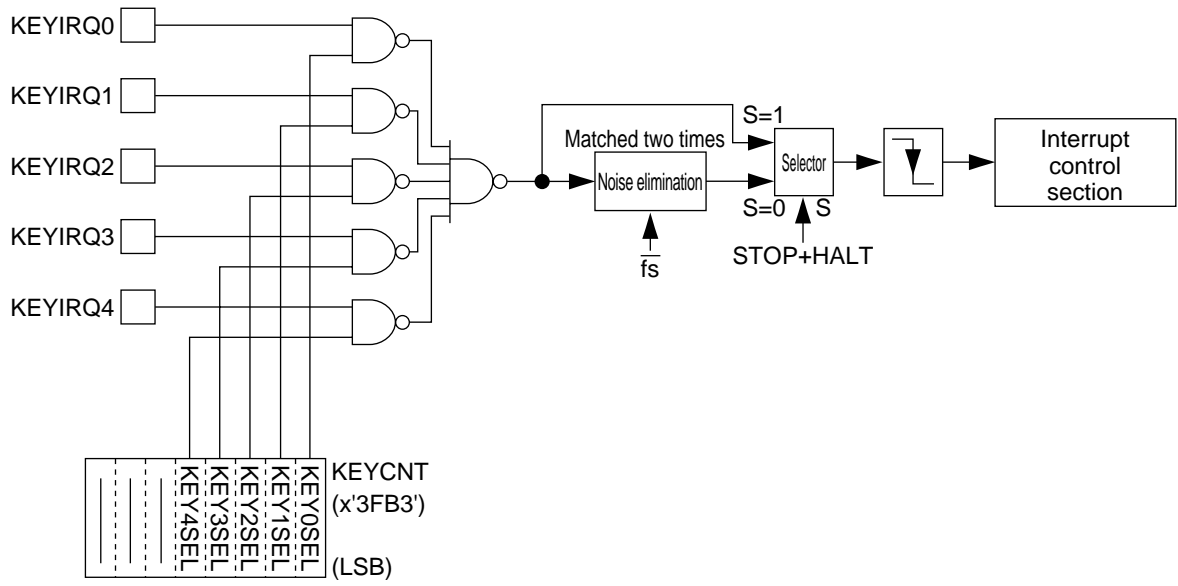 KEYIRQ0
KEYIRQ1
KEYIRQ2
KEYIRQ3
KEYIRQ4
S=1
Matched two times
Noise elimination
Selector
S=0
S
fs
STOP+HALT
Interrupt
control
section
KEY4SEL
KEY3SEL
KEY2SEL
KEY1SEL
KEY0SEL
KEYCNT
(x'3FB3')
(LSB)